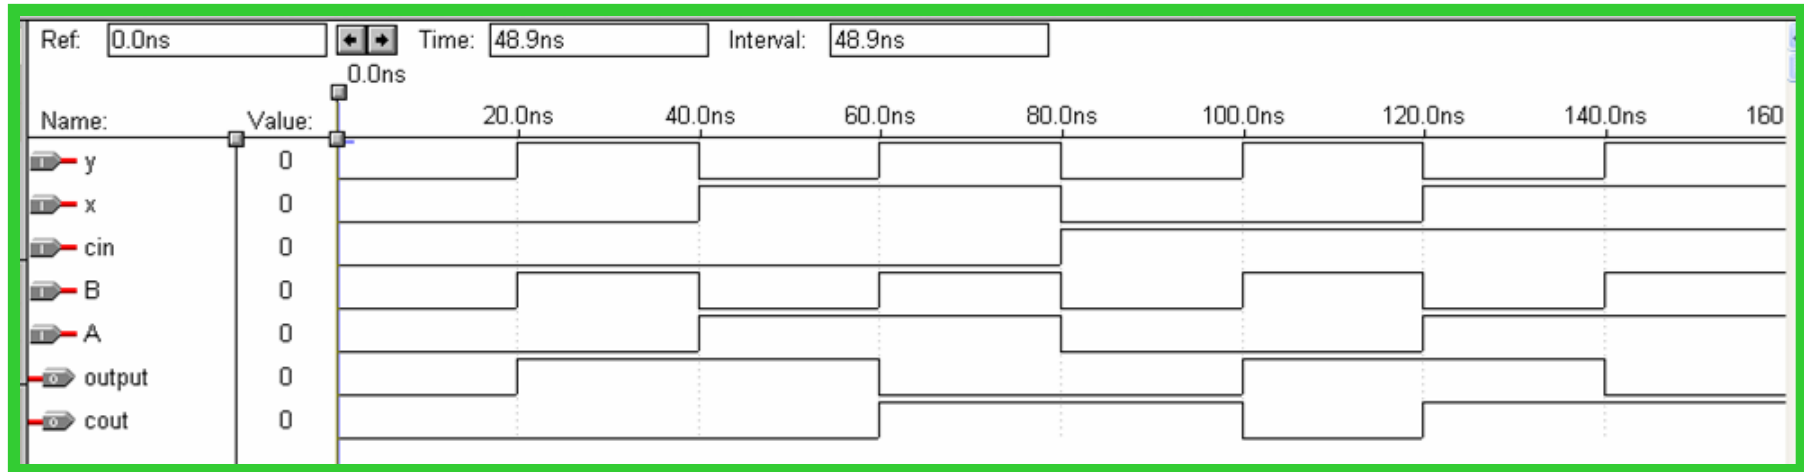 Ref: 0.0ns Time: 48.9ns Interval: 48.9ns
0.0ns
20.0ns 40.0ns 60.0ns 80.0ns 100.0ns 120.0ns 140.0ns 160
Name: Value:
y 0
x 0
cin 0
B 0
A 0
output 0
cout 0